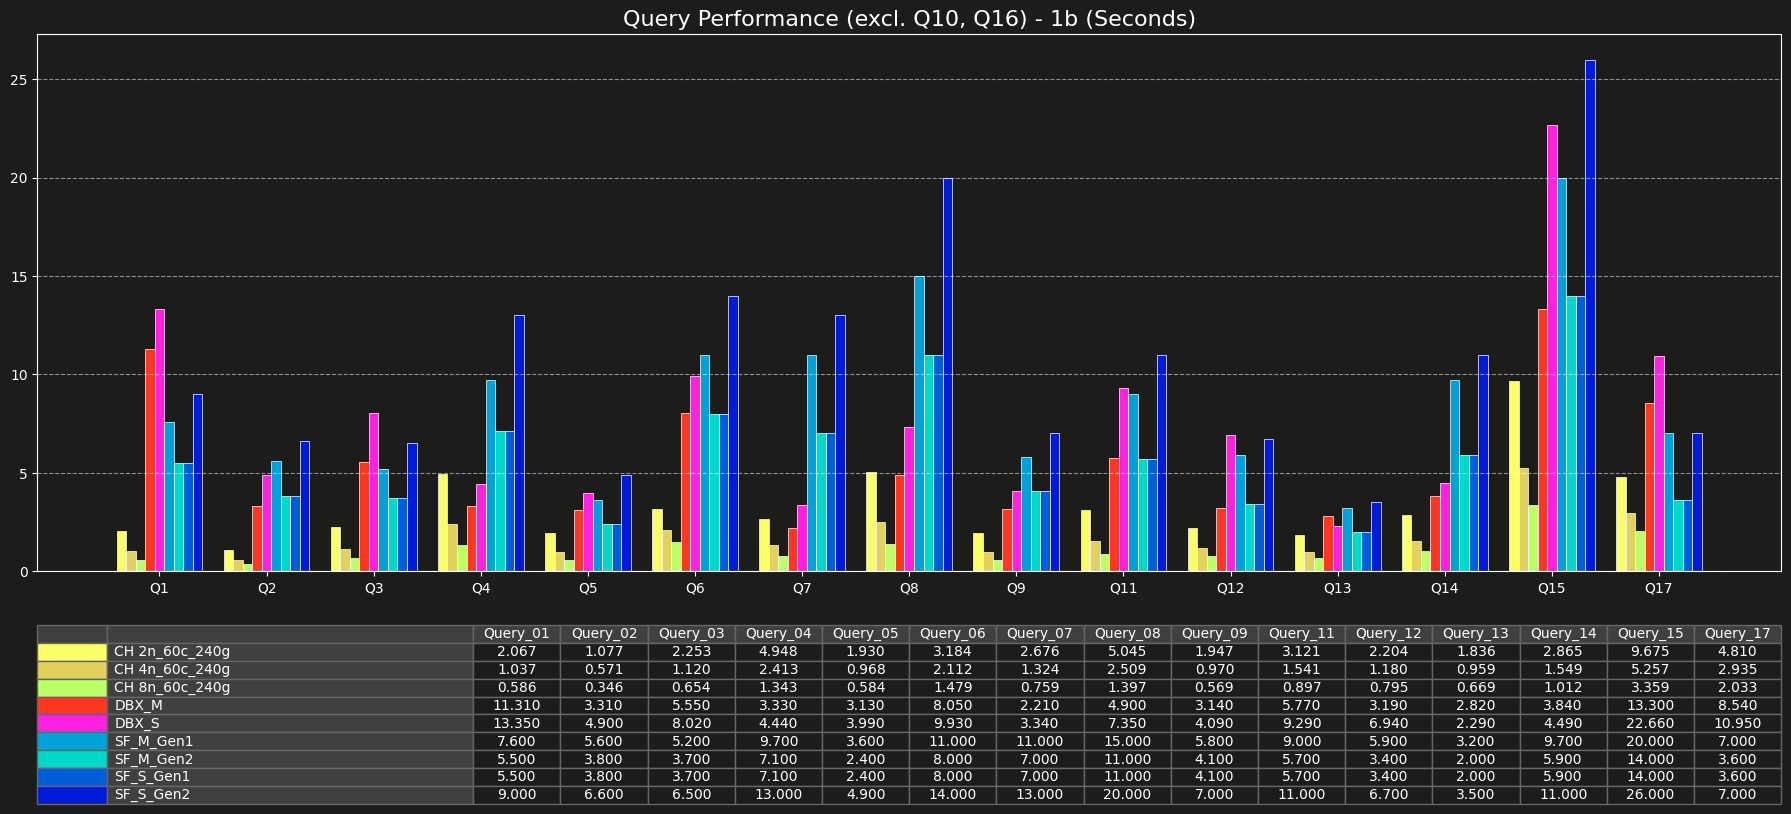 Query Performance (excl. Q10, Q16) - 1b (Seconds)
25
20
15
10
5
0
Q1 Q2 Q3 Q4 Q5 Q6 Q7 Q8 Q9 Q11 Q12 Q13 Q14 Q15 Q17
Query_01 Query_02 Query_03 Query_04 Query_05 Query_06 Query_07 Query_08 Query_09 Query_11 Query_12 Query_13 Query_14 Query_15 Query_17
CH 2n_60c_240g 2.067 1.077 2.253 4.948 1.930 3.184 2.676 5.045 1.947 3.121 2.204 1.836 2.865 9.675 4.810
CH 4n_60c_240g 1.037 0.571 1.120 2.413 0.968 2.112 1.324 2.509 0.970 1.541 1.180 0.959 1.549 5.257 2.935
CH 8n_60c_240g 0.586 0.346 0.654 1.343 0.584 1.479 0.759 1.397 0.569 0.897 0.795 0.669 1.012 3.359 2.033
DBX_M 11.310 3.310 5.550 3.330 3.130 8.050 2.210 4.900 3.140 5.770 3.190 2.820 3.840 13.300 8.540
DBX_S 13.350 4.900 8.020 4.440 3.990 9.930 3.340 7.350 4.090 9.290 6.940 2.290 4.490 22.660 10.950
SF_M_Gen1 7.600 5.600 5.200 9.700 3.600 11.000 11.000 15.000 5.800 9.000 5.900 3.200 9.700 20.000 7.000
SF_M_Gen2 5.500 3.800 3.700 7.100 2.400 8.000 7.000 11.000 4.100 5.700 3.400 2.000 5.900 14.000 3.600
SF_S_Gen1 5.500 3.800 3.700 7.100 2.400 8.000 7.000 11.000 4.100 5.700 3.400 2.000 5.900 14.000 3.600
SF_S_Gen2 9.000 6.600 6.500 13.000 4.900 14.000 13.000 20.000 7.000 11.000 6.700 3.500 11.000 26.000 7.000